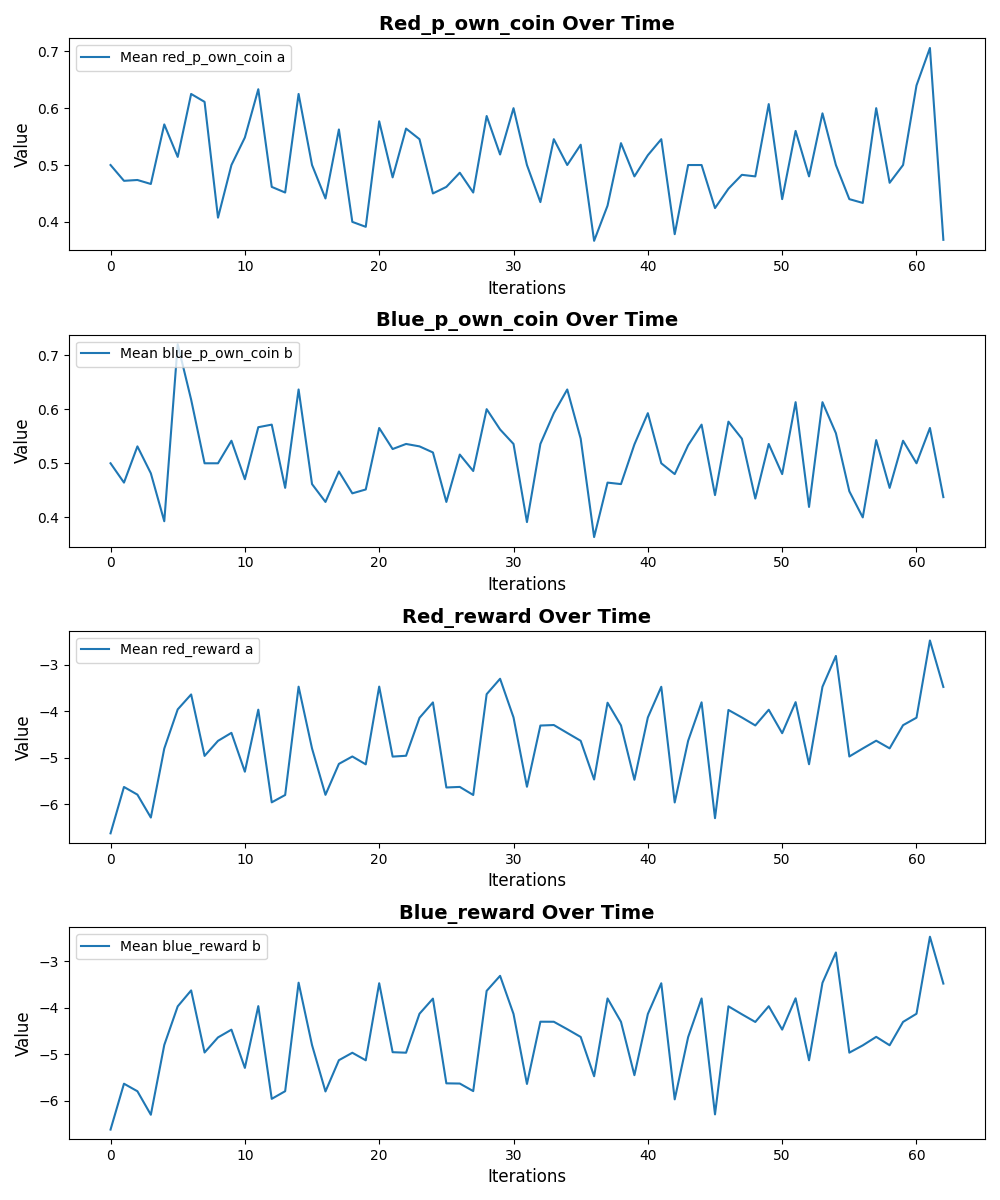 Red_p_own_coin Over Time
Mean red_p_own_coin a
Value
0.7
0.6
0.5
0.4
0 10 20 30 40 50 60
Iterations
Blue_p_own_coin Over Time
Mean blue_p_own_coin b
Value
0.7
0.6
0.5
0.4
0 10 20 30 40 50 60
Iterations
Red_reward Over Time
Mean red_reward a
Value
−3
−4
−5
−6
0 10 20 30 40 50 60
Iterations
Blue_reward Over Time
Mean blue_reward b
Value
−3
−4
−5
−6
0 10 20 30 40 50 60
Iterations